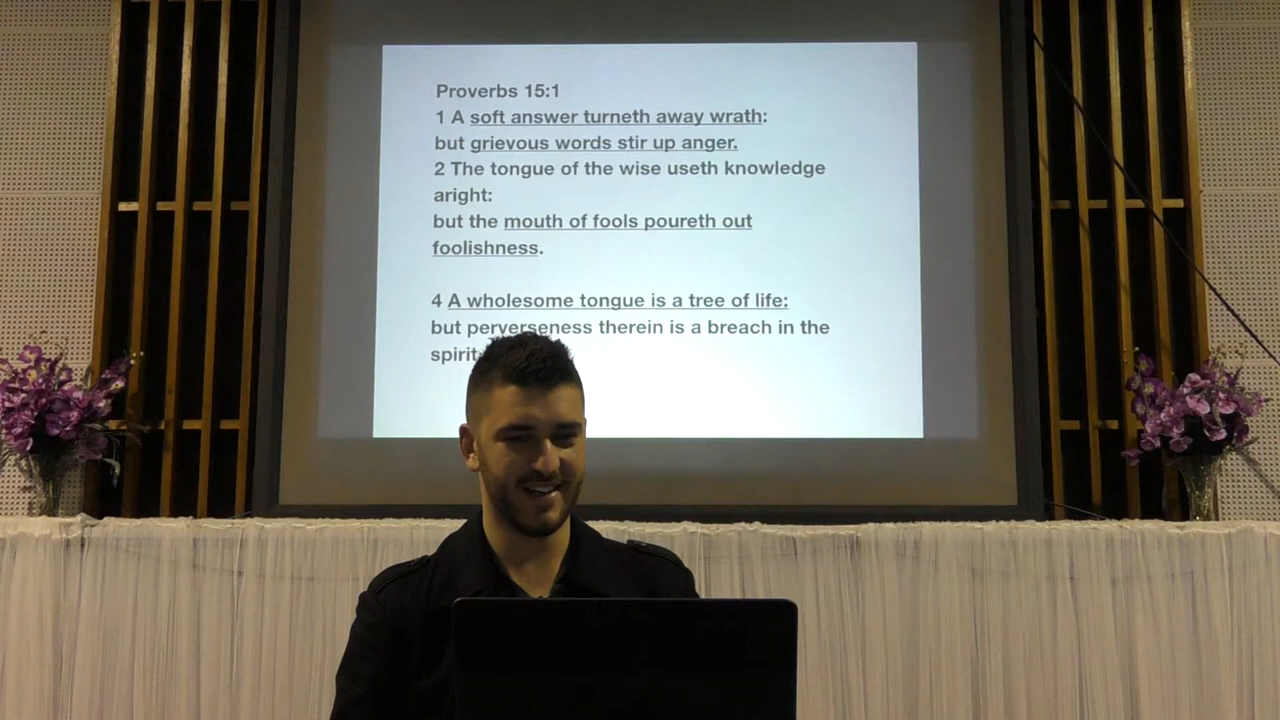 Proverbs 15:1
1 A soft answer turneth away wrath:
but grievous words stir up anger.
2 The tongue of the wise useth knowledge
aright:
but the mouth of fools poureth out
foolishness.
4 A wholesome tongue is a tree of life:
but perverseness therein is a breach in the
spirit